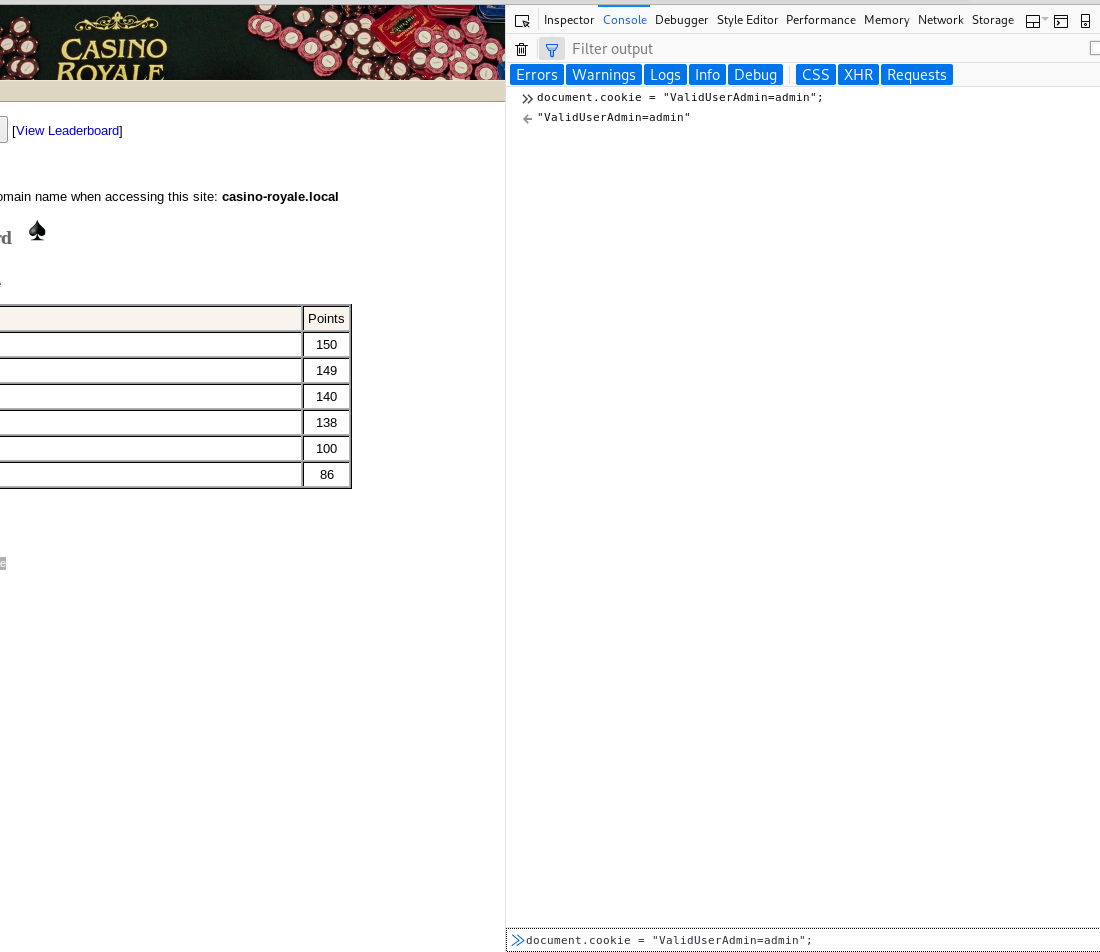 CASINO
ROYALE
[View Leaderboard]
omain name when accessing this site: casino-royale.local
rd
Points
150
149
140
138
100
86
e
Inspector Console Debugger Style Editor Performance Memory Network Storage
Filter output
Errors Warnings Logs Info Debug CSS XHR Requests
document.cookie = "ValidUserAdmin=admin";
"ValidUserAdmin=admin"
document.cookie = "ValidUserAdmin=admin";